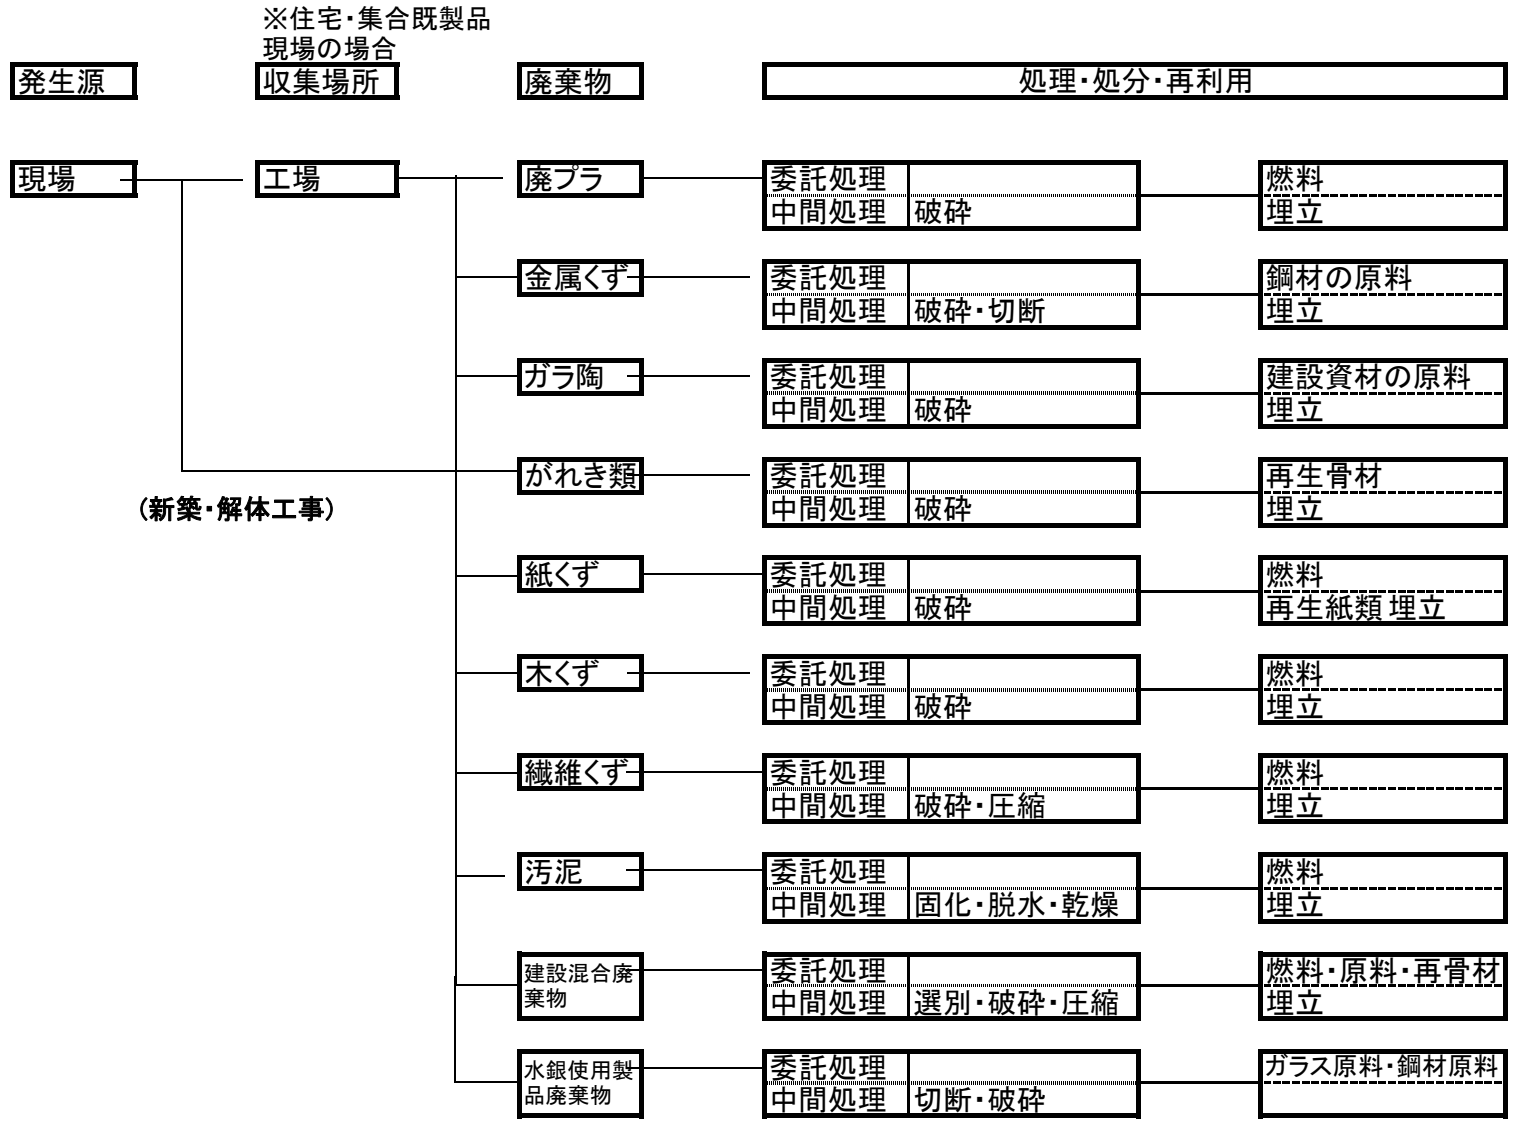 ※住宅・集合既製品
現場の場合
発生源 収集場所 廃棄物 処理・処分・再利用
現場 工場 廃プラ 委託処理 燃料
中間処理 破砕 埋立
金属くず 委託処理 鋼材の原料
中間処理 破砕・切断 埋立
ガラ陶 委託処理 建設資材の原料
中間処理 破砕 埋立
がれき類 委託処理 再生骨材
中間処理 破砕 埋立
(新築・解体工事)
紙くず 委託処理 燃料
中間処理 破砕 再生紙類 埋立
木くず 委託処理 燃料
中間処理 破砕 埋立
繊維くず 委託処理 燃料
中間処理 破砕・圧縮 埋立
汚泥 委託処理 燃料
中間処理 固化・脱水・乾燥 埋立
建設混合廃 委託処理 燃料・原料・再骨材
棄物 中間処理 選別・破砕・圧縮 埋立
水銀使用製 委託処理 ガラス原料・鋼材原料
品廃棄物 中間処理 切断・破砕